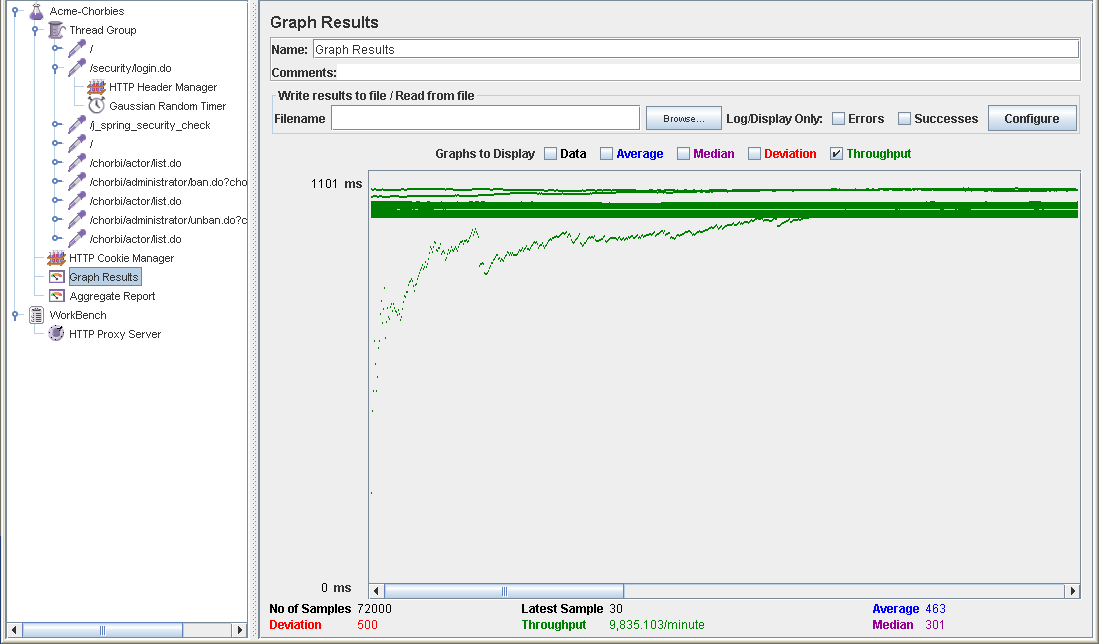 Acme-Chorbies
Thread Group
/
/security/login.do
HTTP Header Manager
Gaussian Random Timer
/j_spring_security_check
/
/chorbi/actor/list.do
/chorbi/administrator/ban.do?cho
/chorbi/actor/list.do
/chorbi/administrator/unban.do?c
/chorbi/actor/list.do
HTTP Cookie Manager
Graph Results
Aggregate Report
WorkBench
HTTP Proxy Server
Graph Results
Name: Graph Results
Comments:
Write results to file / Read from file
Filename Browse... Log/Display Only: Errors Successes Configure
Graphs to Display Data Average Median Deviation Throughput
1101 ms
0 ms
No of Samples 72000 Latest Sample 30 Average 463
Deviation 500 Throughput 9,835.103/minute Median 301